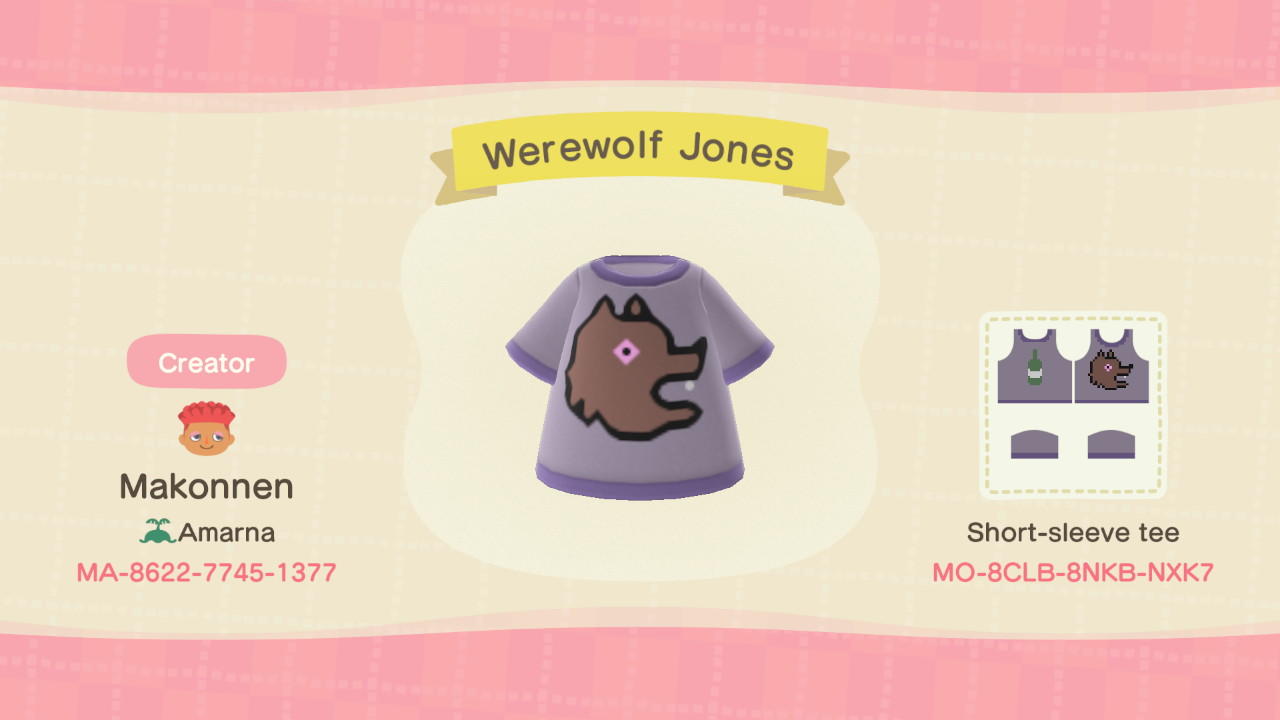 Werewolf Jones
Creator
Makonnen
Amarna
MA-8622-7745-1377
Short-sleeve tee
MO-8CLB-8NKB-NXK7